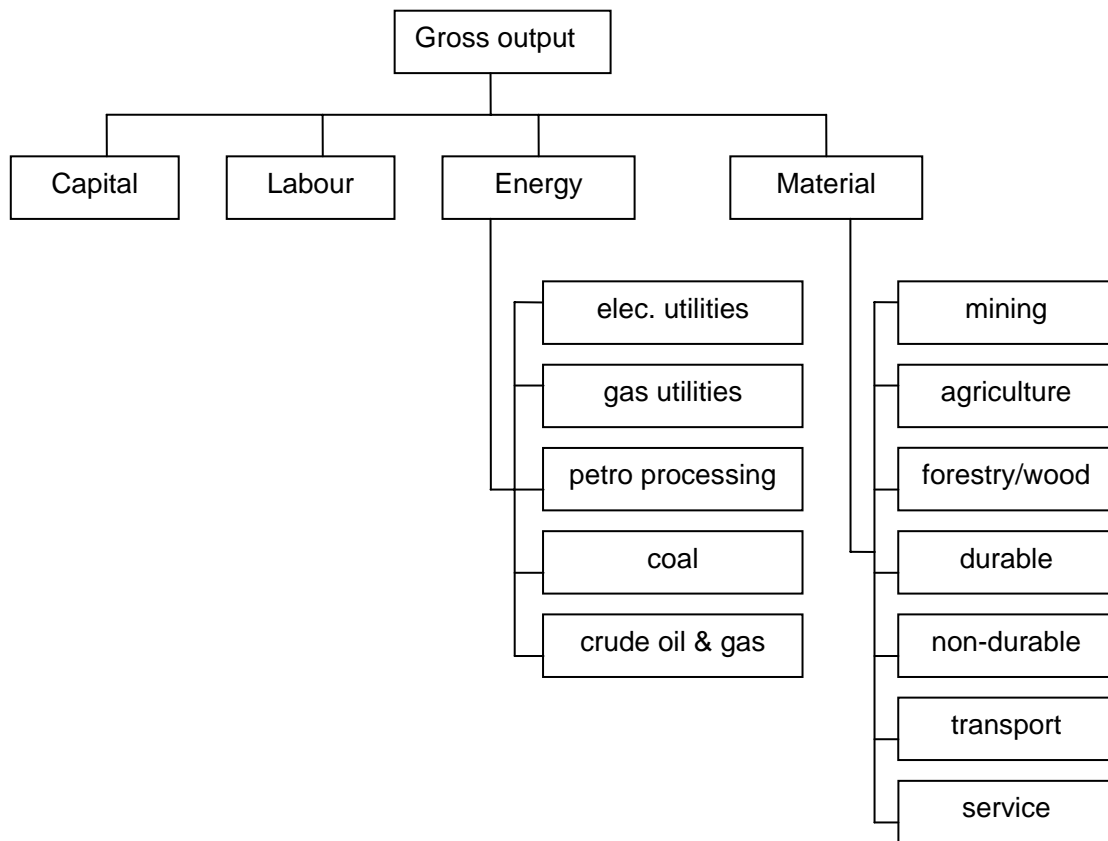 Gross output
Capital
Labour
Energy
Material
elec. utilities
gas utilities
petro processing
coal
crude oil & gas
mining
agriculture
forestry/wood
durable
non-durable
transport
service